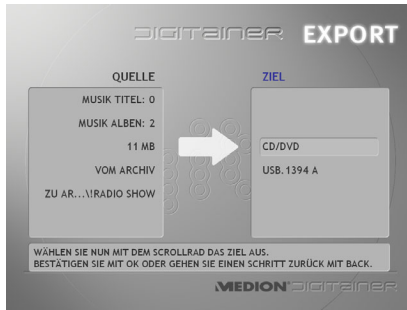 DIGITAINER EXPORT
QUELLE
MUSIK TITEL: 0
MUSIK ALBEN: 2
11 MB
VOM ARCHIV
ZU AR...\!RADIO SHOW
ZIEL
CD/DVD
USB.1394 A
WÄHLEN SIE NUN MIT DEM SCROLLRAD DAS ZIEL AUS.
BESTÄTIGEN SIE MIT OK ODER GEHEN SIE EINEN SCHRITT ZURÜCK MIT BACK.
MEDION DIGITAINER